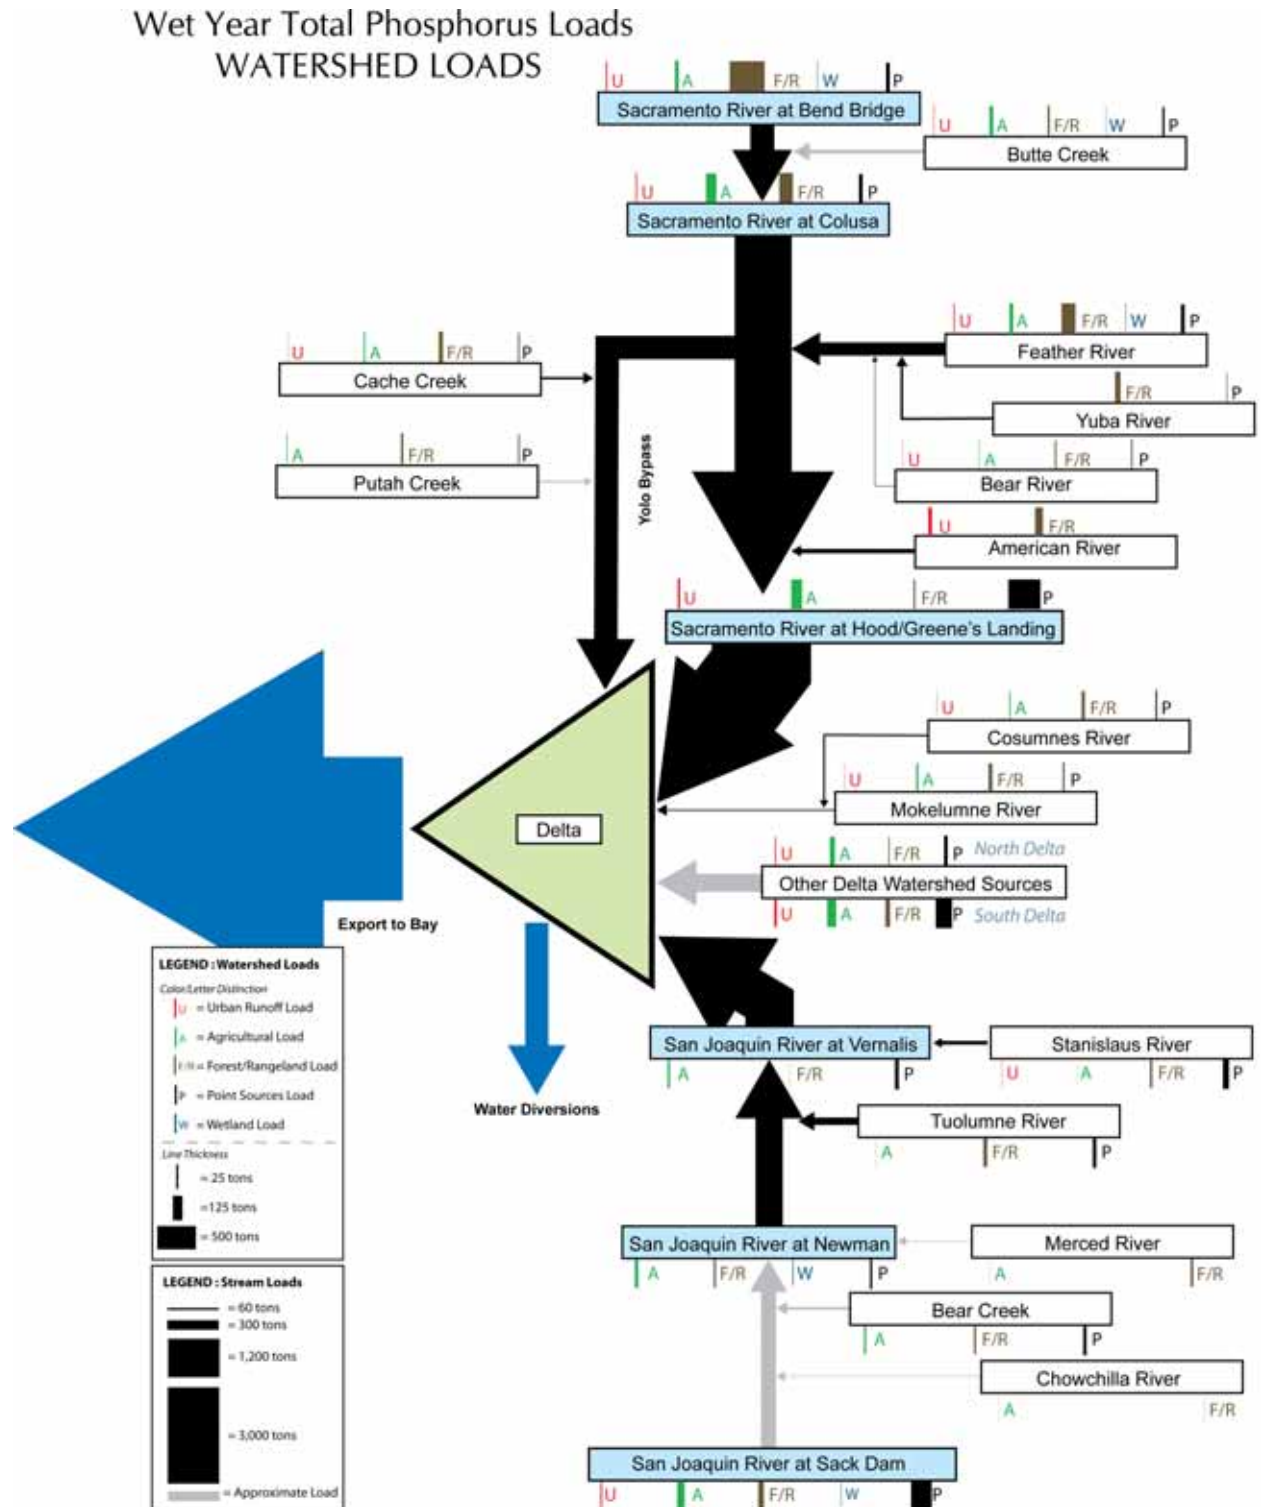 Wet Year Total Phosphorus Loads
WATERSHED LOADS
U A F/R W P
Sacramento River at Bend Bridge
U A F/R W P
Butte Creek
U A F/R P
Sacramento River at Colusa
U A F/R W P
Feather River
U A F/R P
Cache Creek
F/R P
Yuba River
A F/R P
Putah Creek
Yolo Bypass
U A F/R P
Bear River
U F/R
American River
U A F/R P
Sacramento River at Hood/Greene's Landing
U A F/R P
Cosumnes River
U A F/R P
Mokelumne River
Delta
U A F/R P North Delta
Other Delta Watershed Sources
U A F/R P South Delta
Export to Bay
Water Diversions
San Joaquin River at Vernalis
A F/R P
Stanislaus River
U A F/R P
Tuolumne River
A F/R P
San Joaquin River at Newman
A F/R W P
Merced River
A F/R
Bear Creek
A F/R P
Chowchilla River
A F/R
San Joaquin River at Sack Dam
U A F/R W P
LEGEND : Watershed Loads
Color/Letter Distinction
U = Urban Runoff Load
A = Agricultural Load
F/R = Forest/Rangeland Load
P = Point Sources Load
W = Wetland Load
Line Thickness
= 25 tons
=125 tons
= 500 tons
LEGEND : Stream Loads
= 60 tons
= 300 tons
= 1,200 tons
= 3,000 tons
= Approximate Load